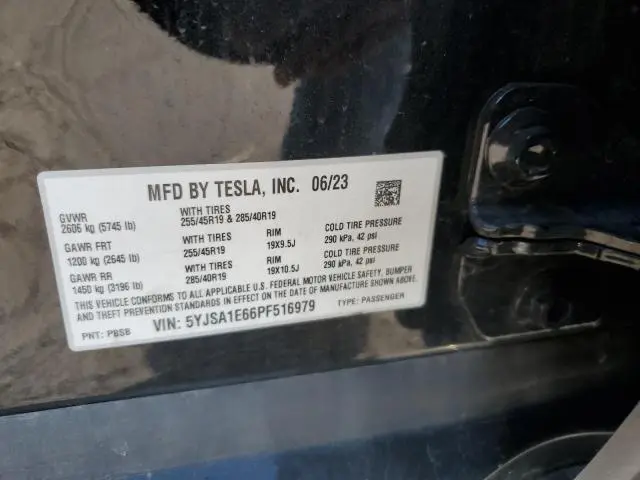 MFD BY TESLA, INC. 06/23
GVWR
2606 kg (5745 lb)
WITH TIRES
255/45R19 & 285/40R19
GAWR FRT
1200 kg (2645 lb)
WITH TIRES
255/45R19
RIM
19X9.5J
COLD TIRE PRESSURE
290 kPa, 42 psi
GAWR RR
1450 kg (3196 lb)
WITH TIRES
285/40R19
RIM
19X10.5J
COLD TIRE PRESSURE
290 kPa, 42 psi
THIS VEHICLE CONFORMS TO ALL APPLICABLE U.S. FEDERAL MOTOR VEHICLE SAFETY, BUMPER
AND THEFT PREVENTION STANDARDS IN EFFECT ON THE DATE OF MANUFACTURE SHOWN ABOVE.
PNT: PBSB
VIN: 5YJSA1E66PF516979
TYPE: PASSENGER